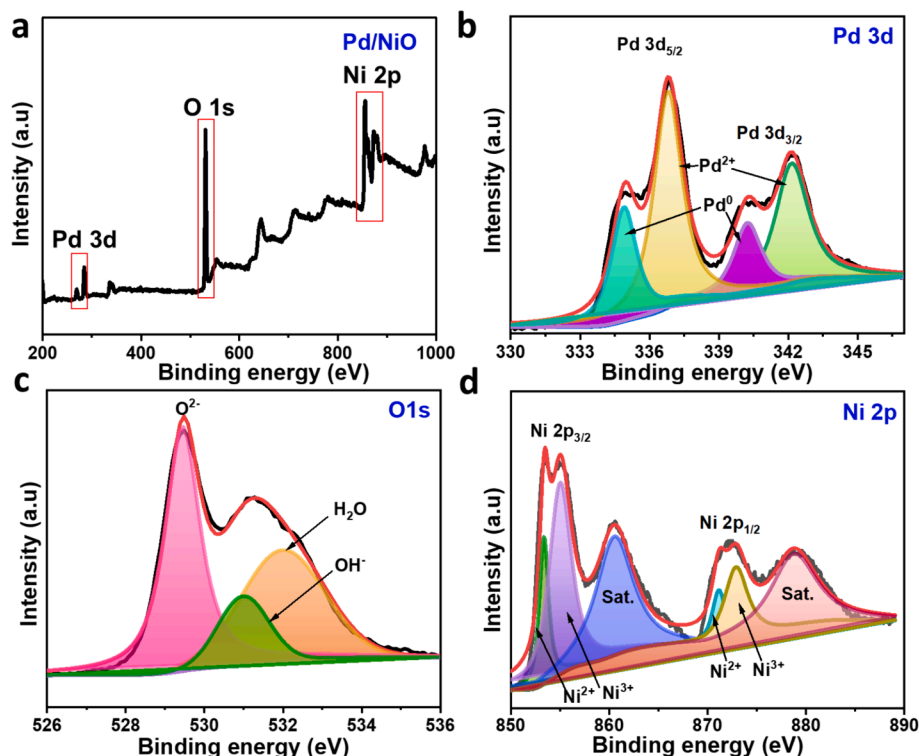 a
Pd/NiO
Ni 2p
O 1s
Pd 3d
Intensity (a.u)
200 400 600 800 1000
Binding energy (eV)
b
Pd 3d
Pd 3d5/2
Pd 3d3/2
Pd2+
Pd0
Intensity (a.u)
330 333 336 339 342 345
Binding energy (eV)
c
O1s
O2-
H2O
OH-
Intensity (a.u)
526 528 530 532 534 536
Binding energy (eV)
d
Ni 2p
Ni 2p3/2
Ni 2p1/2
Sat.
Sat.
Ni2+
Ni3+
Ni2+
Ni3+
Intensity (a.u)
850 860 870 880 890
Binding energy (eV)